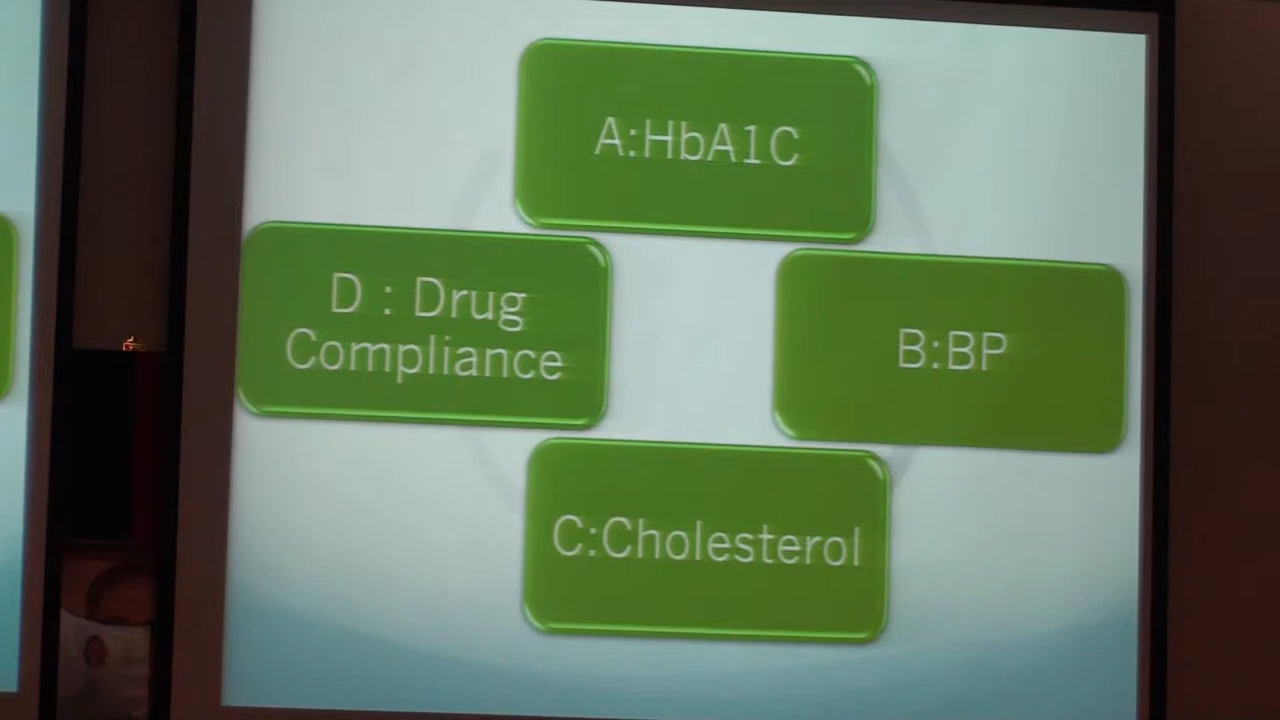 A:HbA1C
B:BP
C:Cholesterol
D : Drug
Compliance